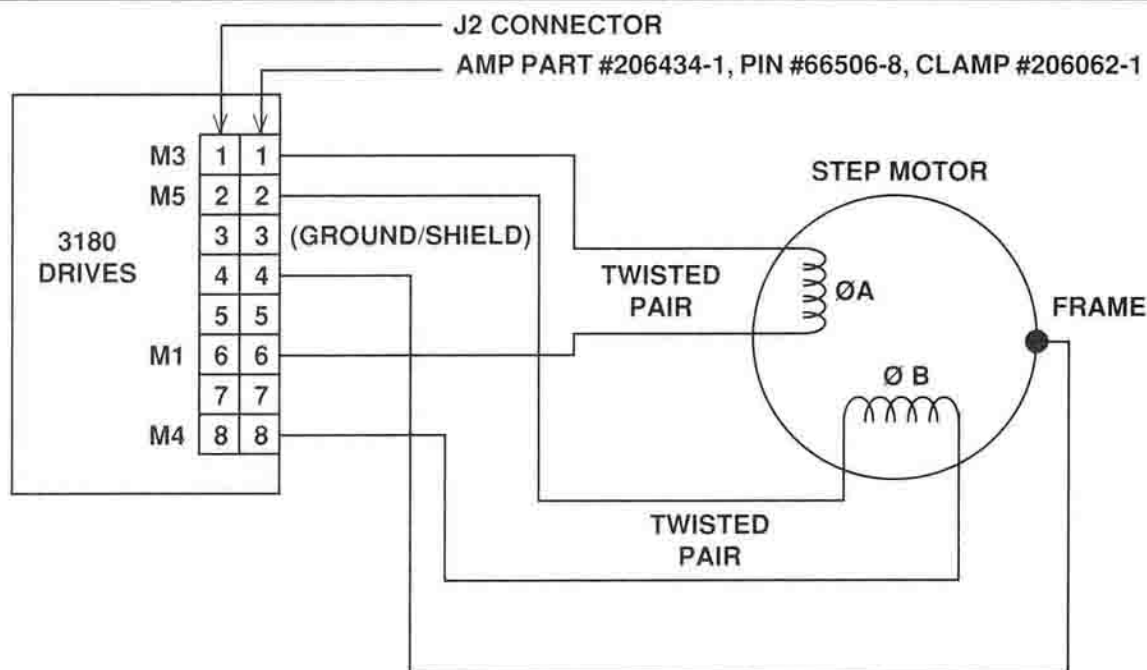 J2 CONNECTOR
AMP PART #206434-1, PIN #66506-8, CLAMP #206062-1
M3 1 1
M5 2 2
3 3 (GROUND/SHIELD)
4 4
5 5
M1 6 6
7 7
M4 8 8
3180
DRIVES
STEP MOTOR
TWISTED
PAIR
ØA
FRAME
Ø B
TWISTED
PAIR